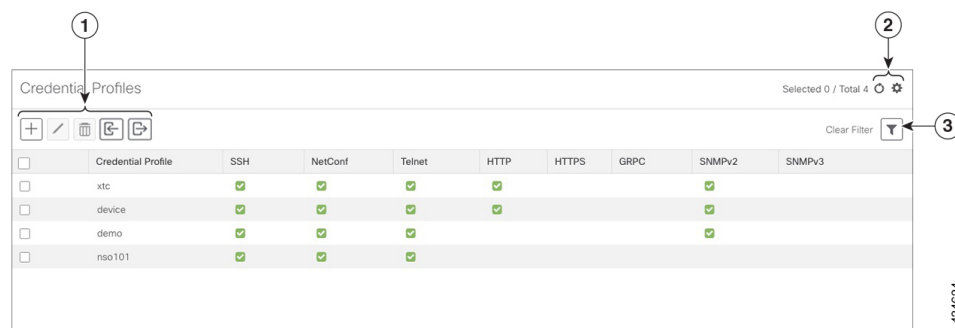 1
2
Credential Profiles
Selected 0 / Total 4
Clear Filter
3
Credential Profile SSH NetConf Telnet HTTP HTTPS GRPC SNMPv2 SNMPv3
xtc
device
demo
nso101